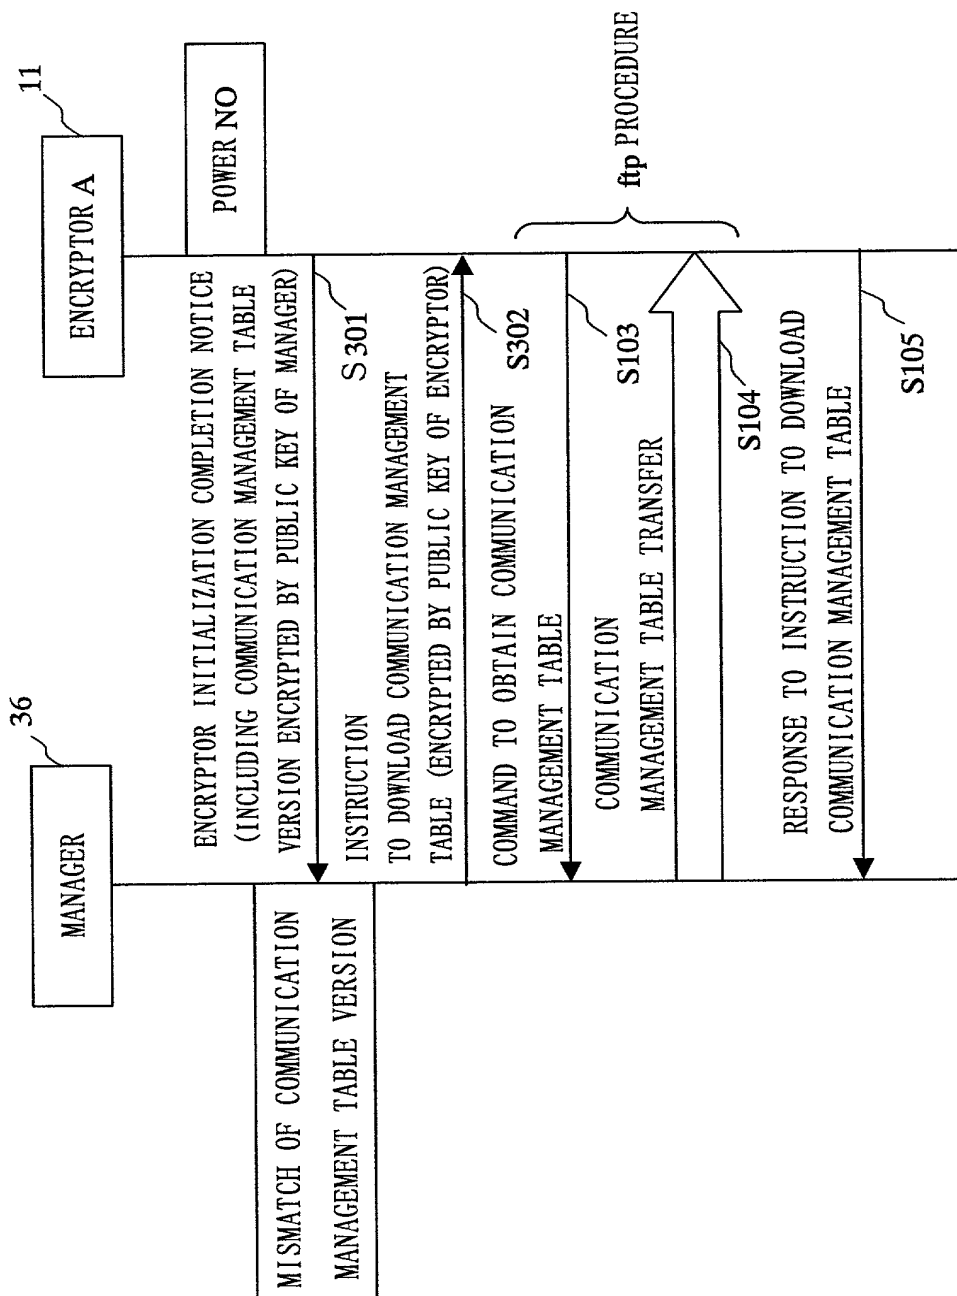 36
MANAGER
11
ENCRYPTOR A
POWER NO
ENCRYPTOR INITIALIZATION COMPLETION NOTICE
(INCLUDING COMMUNICATION MANAGEMENT TABLE
VERSION ENCRYPTED BY PUBLIC KEY OF MANAGER)
S301
MISMATCH OF COMMUNICATION
MANAGEMENT TABLE VERSION
INSTRUCTION
TO DOWNLOAD COMMUNICATION MANAGEMENT
TABLE (ENCRYPTED BY PUBLIC KEY OF ENCRYPTOR)
S302
COMMAND TO OBTAIN COMMUNICATION
MANAGEMENT TABLE
S103
COMMUNICATION
MANAGEMENT TABLE TRANSFER
S104
ftp PROCEDURE
RESPONSE TO INSTRUCTION TO DOWNLOAD
COMMUNICATION MANAGEMENT TABLE
S105